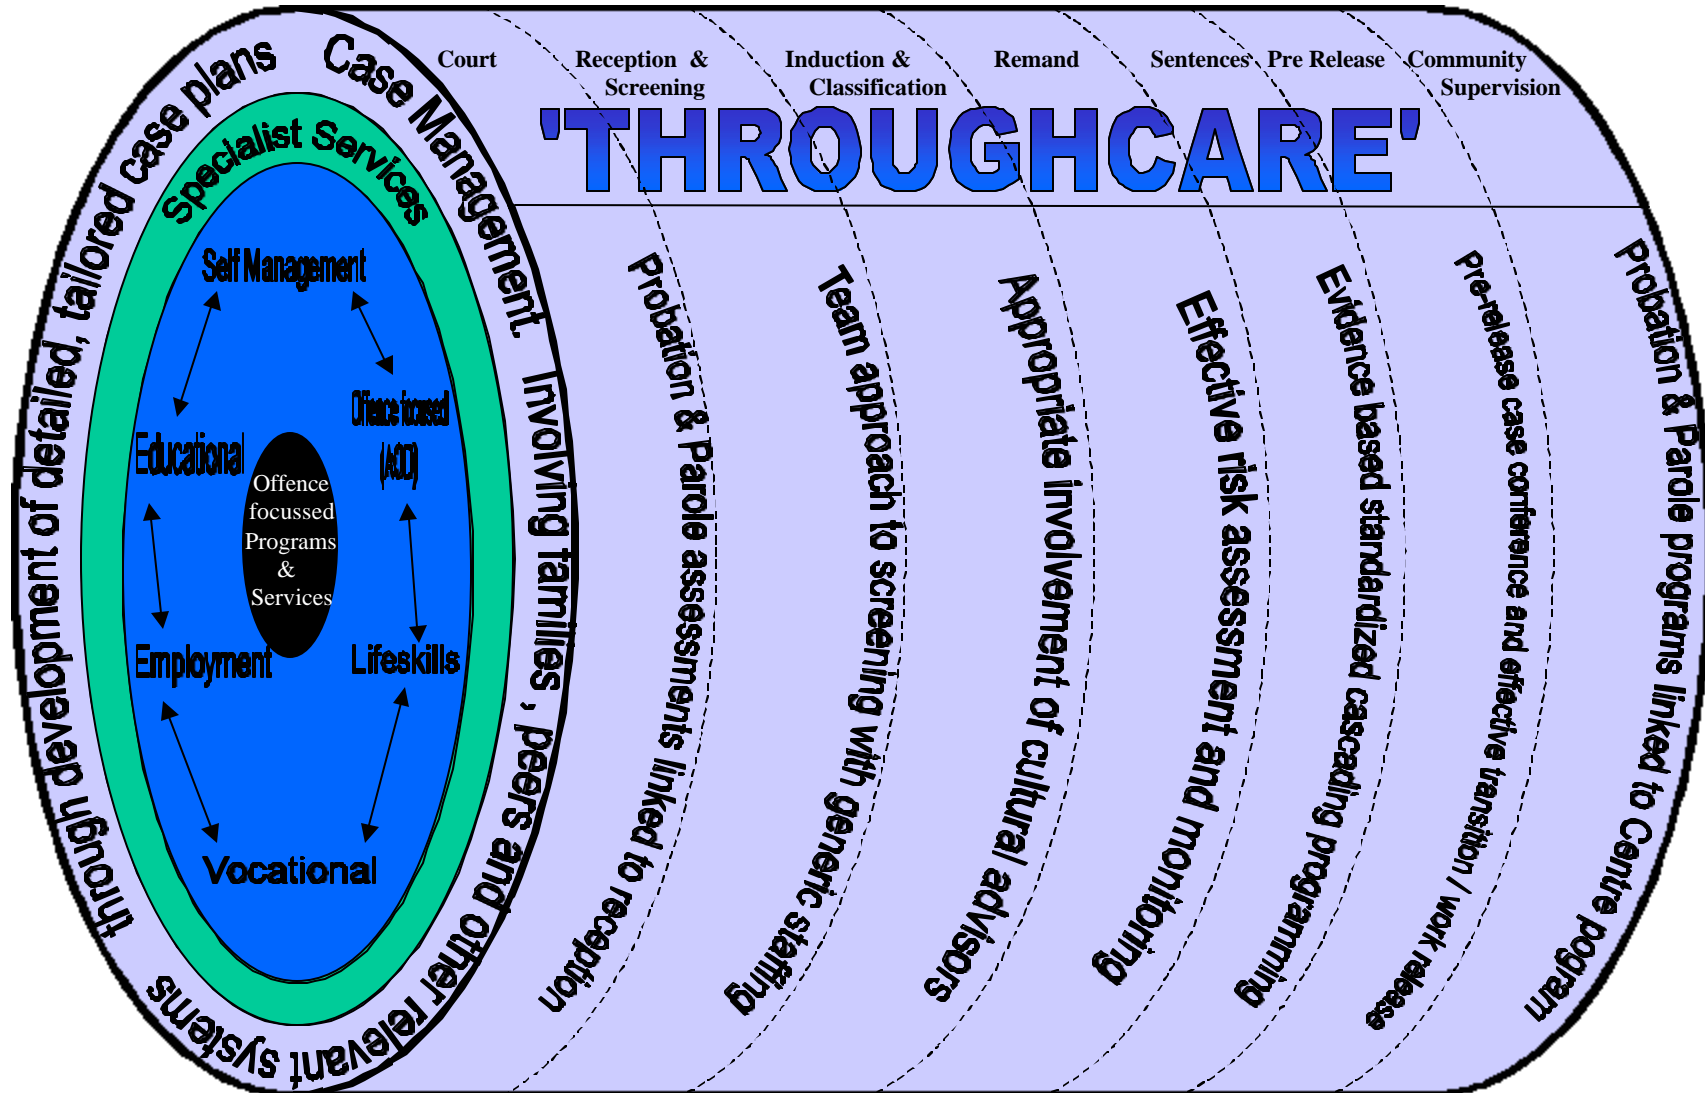 Court
Reception &
Screening
Induction &
Classification
Remand
Sentences
Pre Release
Community
Supervision
'THROUGHCARE'
Case Management. Involving families , peers and other relevant systems
through development of detailed, tailored case plans
Specialist Services
Self Management
Offence focused
(AOD)
Educational
Offence
focussed
Programs
&
Services
Employment
Lifeskills
Vocational
Probation & Parole assessments linked to reception
Team approach to screening with generic staffing
Appropriate involvement of cultural advisors
Effective risk assessment and monitoring
Evidence based standardized cascading programming
Pre-release case conference and effective transition / work release
Probation & Parole programs linked to Centre pogram